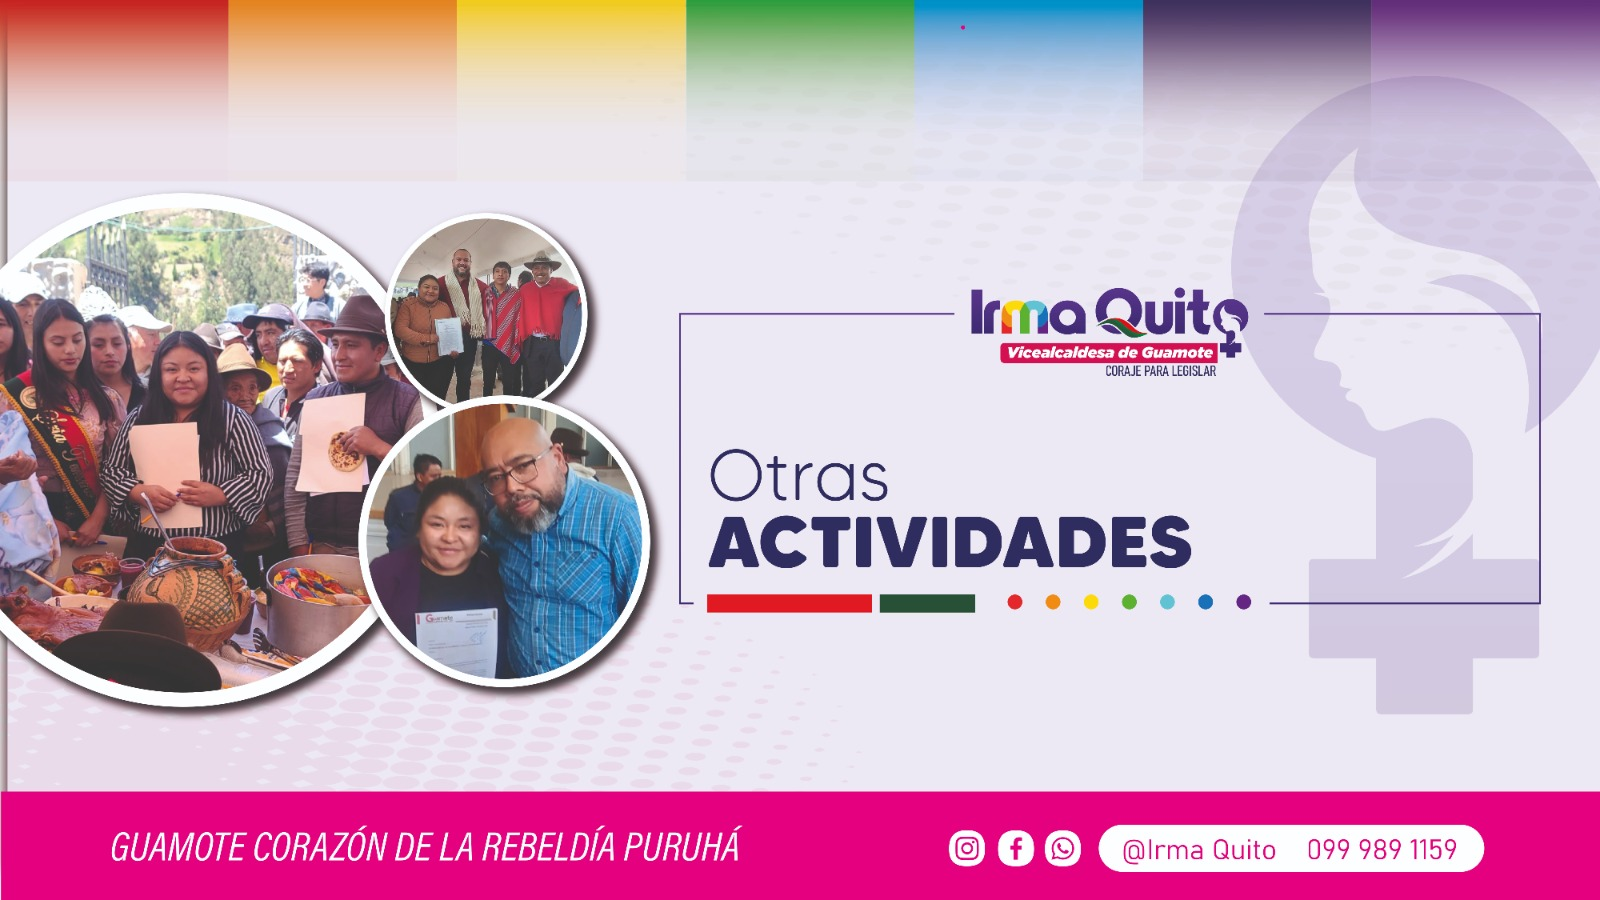 Irma Quito
Vicealcaldesa de Guamote
CORAJE PARA LEGISLAR
Otras
ACTIVIDADES
Guamote
GUAMOTE CORAZÓN DE LA REBELDÍA PURUHÁ
@Irma Quito 099 989 1159